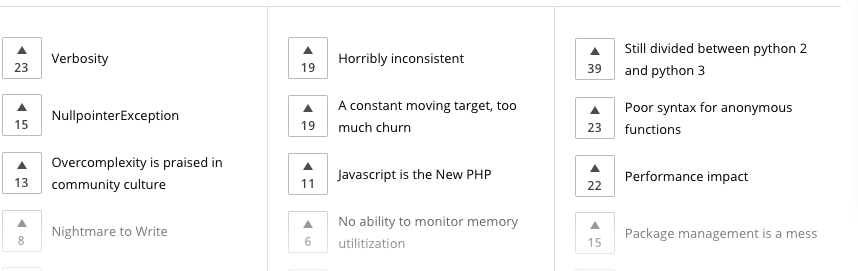 23
Verbosity
15
NullpointerException
13
Overcomplexity is praised in
community culture
8
Nightmare to Write
19
Horribly inconsistent
19
A constant moving target, too
much churn
11
Javascript is the New PHP
6
No ability to monitor memory
utilitization
39
Still divided between python 2
and python 3
23
Poor syntax for anonymous
functions
22
Performance impact
15
Package management is a mess